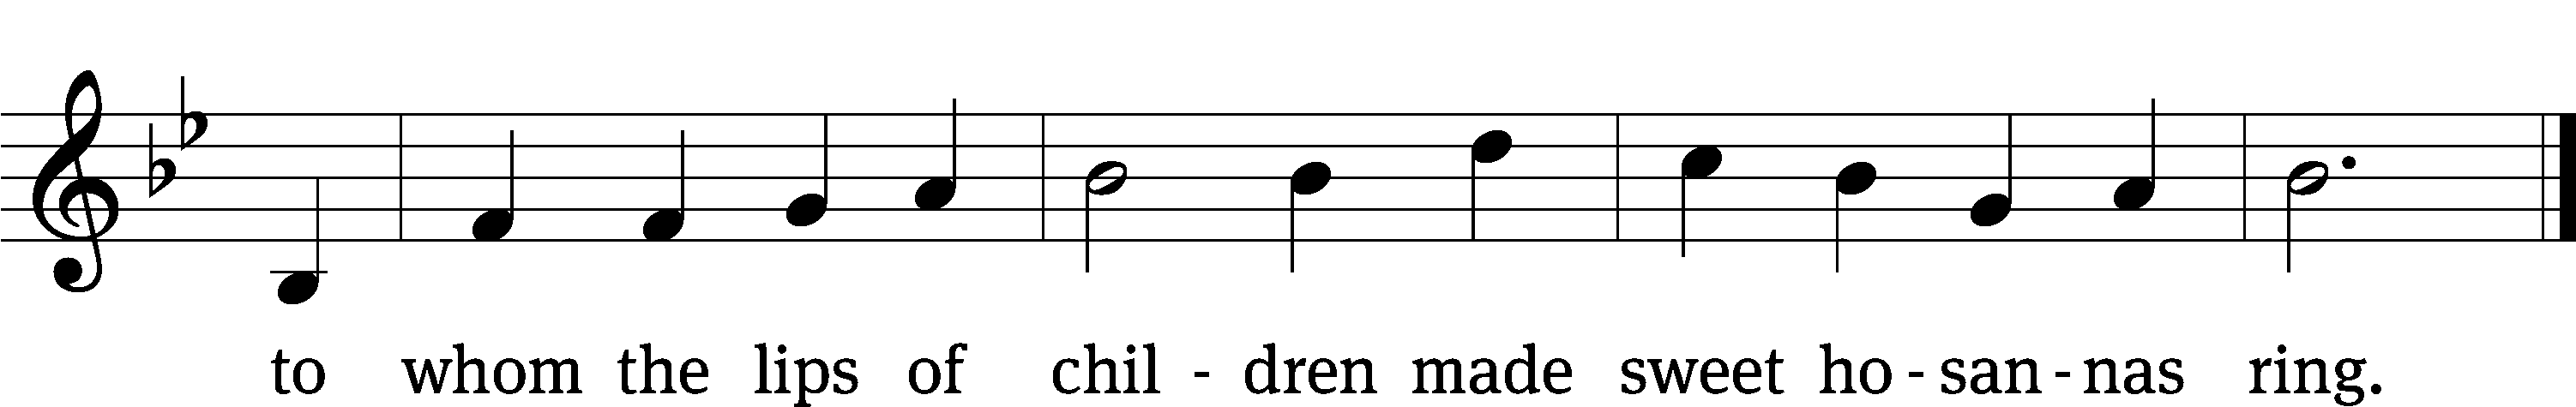 to whom the lips of chil - dren made sweet ho - san - nas ring.